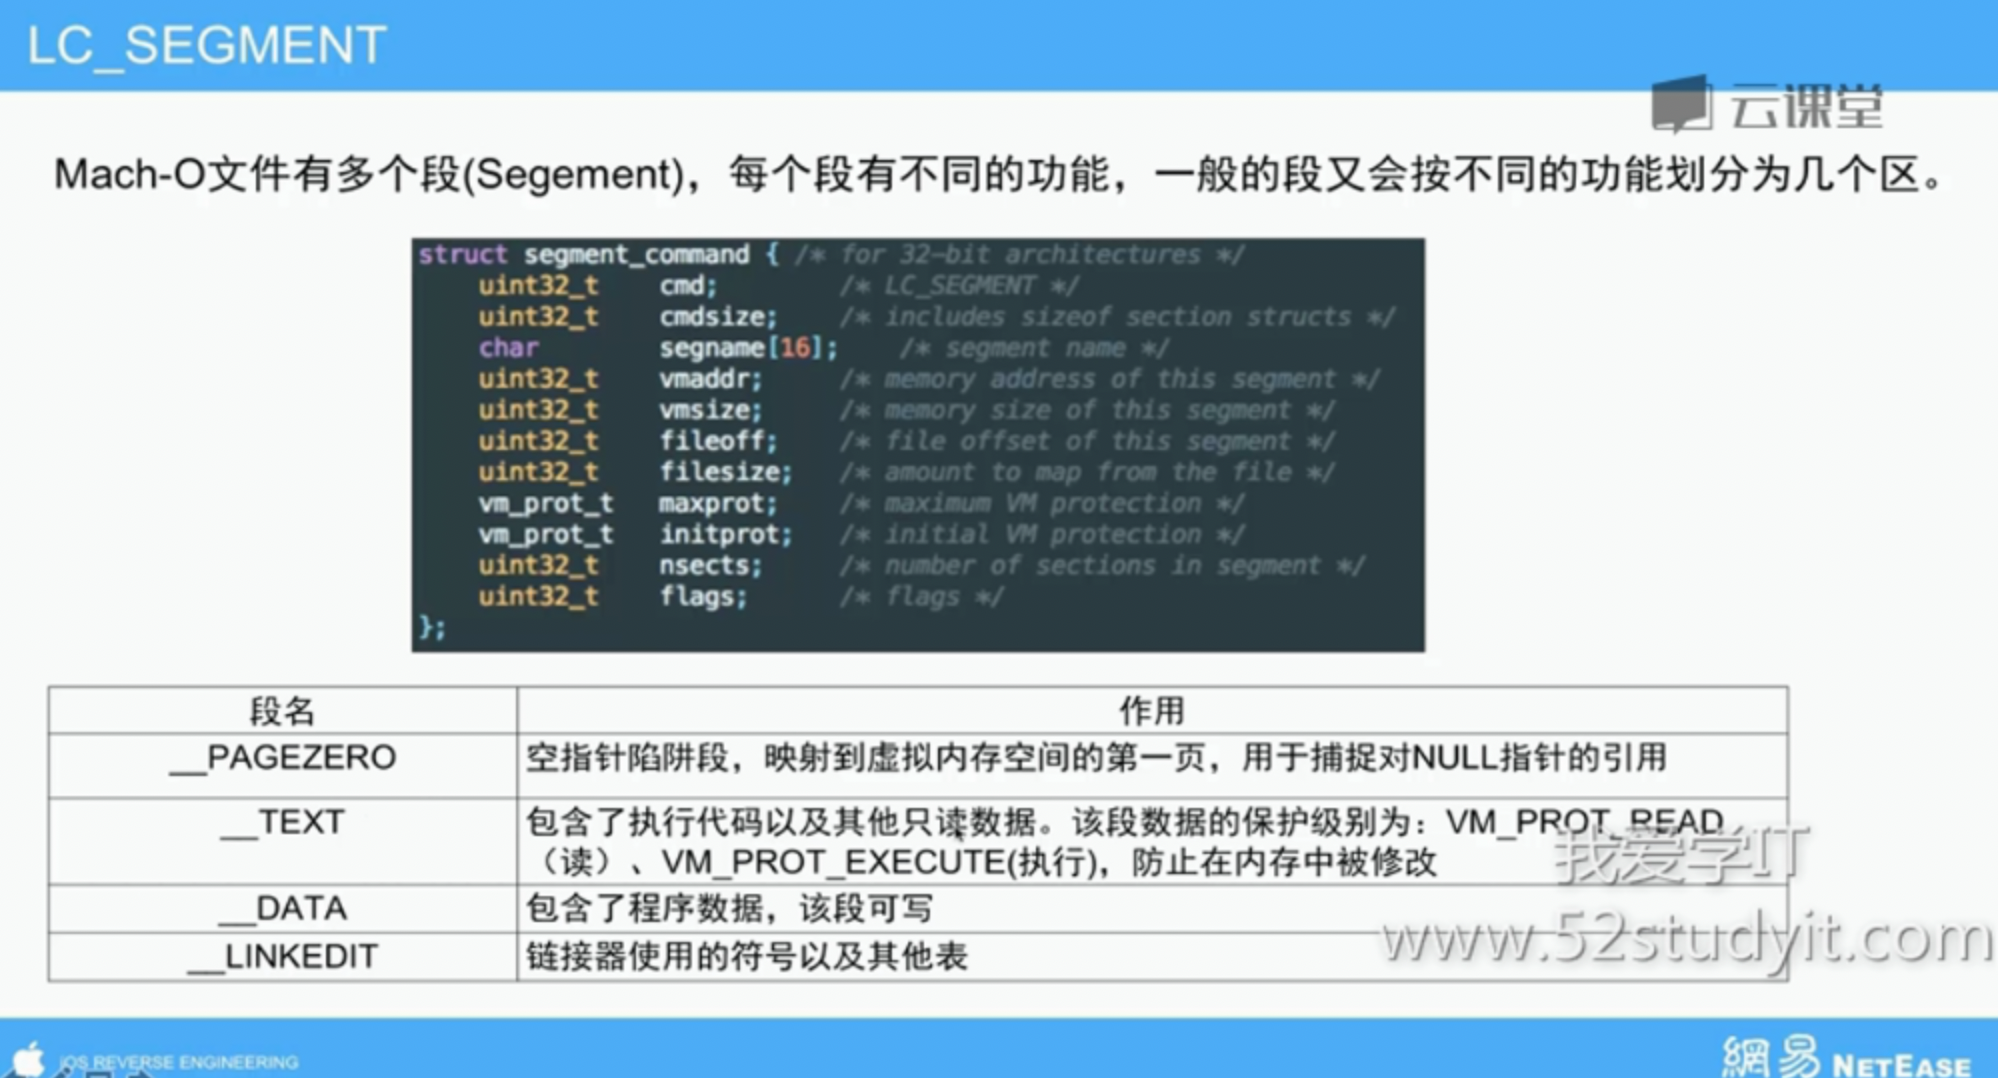 LC_SEGMENT
云课堂
Mach-O文件有多个段(Segement)，每个段有不同的功能，一般的段又会按不同的功能划分为几个区。
struct segment_command { /* for 32-bit architectures */
uint32_t cmd; /* LC_SEGMENT */
uint32_t cmdsize; /* includes sizeof section structs */
char segname[16]; /* segment name */
uint32_t vmaddr; /* memory address of this segment */
uint32_t vmsize; /* memory size of this segment */
uint32_t fileoff; /* file offset of this segment */
uint32_t filesize; /* amount to map from the file */
vm_prot_t maxprot; /* maximum VM protection */
vm_prot_t initprot; /* initial VM protection */
uint32_t nsects; /* number of sections in segment */
uint32_t flags; /* flags */
};
段名 作用
__PAGEZERO 空指针陷阱段，映射到虚拟内存空间的第一页，用于捕捉对NULL指针的引用
__TEXT 包含了执行代码以及其他只读数据。该段数据的保护级别为：VM_PROT_READ
（读）、VM_PROT_EXECUTE(执行)，防止在内存中被修改
__DATA 包含了程序数据，该段可写
__LINKEDIT 链接器使用的符号以及其他表
我爱学IT
www.52studyit.com
iOS REVERSE ENGINEERING
網易 NETEASE